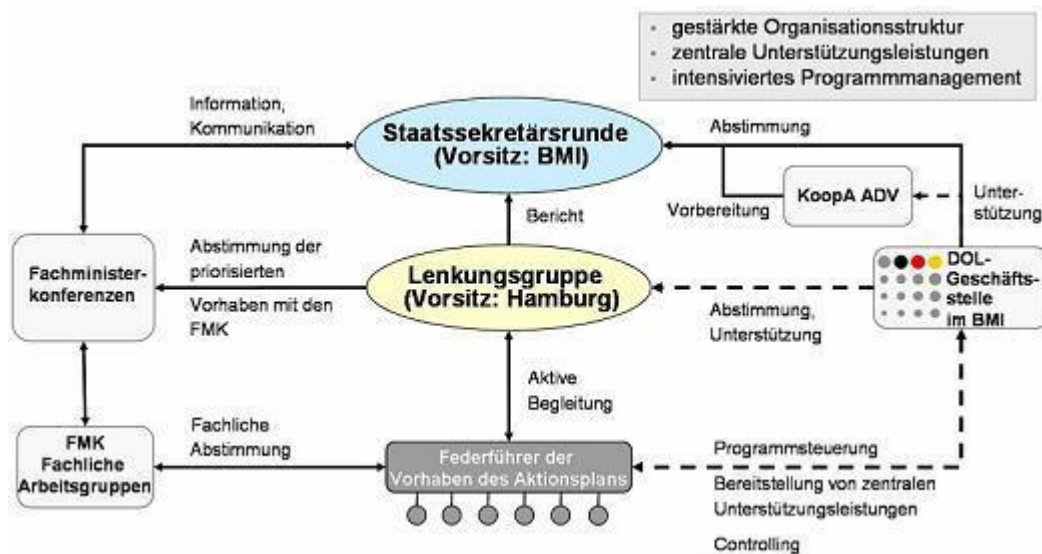 • gestärkte Organisationsstruktur
• zentrale Unterstützungsleistungen
• intensiviertes Programmmanagement
Information,
Kommunikation
Staatssekretärsrunde
(Vorsitz: BMI)
Abstimmung
KoopA ADV
Vorbereitung
Unter-
stützung
Bericht
Fachminister-
konferenzen
Abstimmung der
priorisierten
Vorhaben mit den
FMK
Lenkungsgruppe
(Vorsitz: Hamburg)
Abstimmung,
Unterstützung
DOL-
Geschäfts-
stelle
im BMI
Aktive
Begleitung
FMK
Fachliche
Arbeitsgruppen
Fachliche
Abstimmung
Federführer der
Vorhaben des Aktionsplans
Programmsteuerung
Bereitstellung von zentralen
Unterstützungsleistungen
Controlling